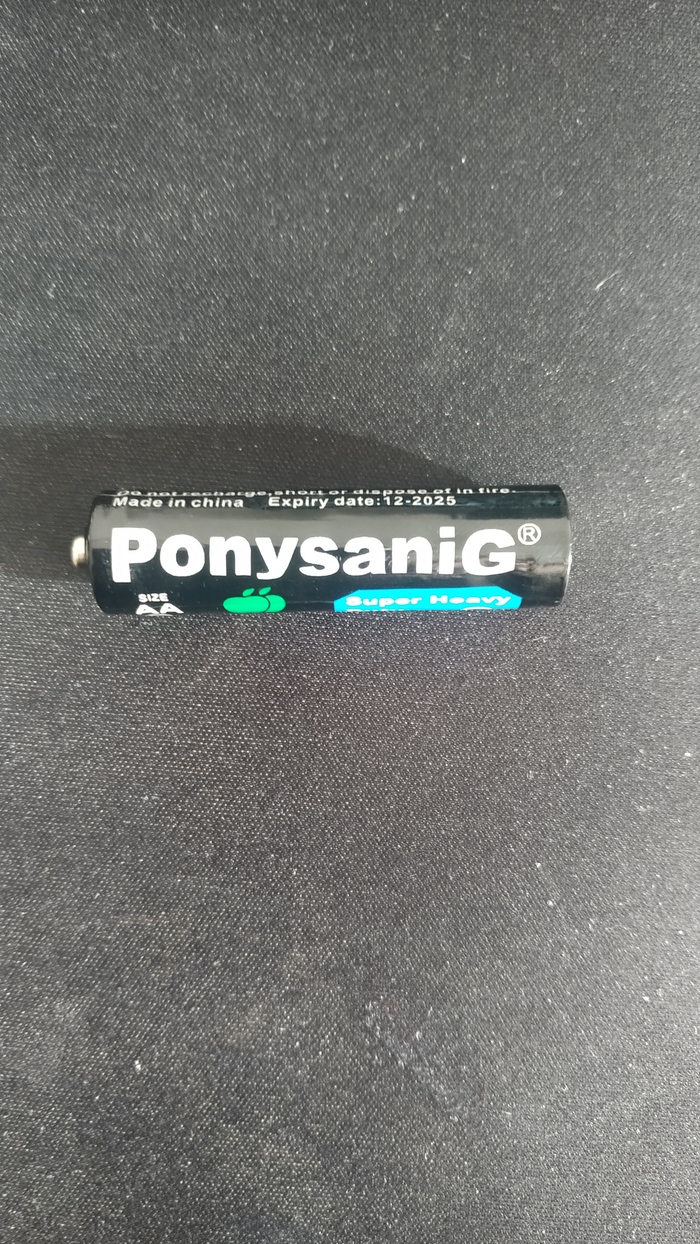 Do not recharge,short or dispose of in fire.
Made in china Expiry date:12-2025
PonysaniG®
SIZE
AA
Super Heavy